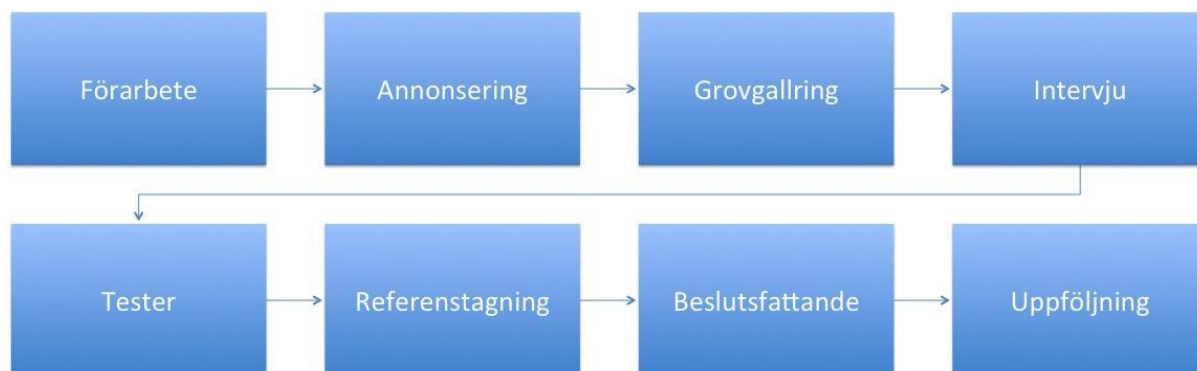 Förarbete
Annonsering
Grovgallring
Intervju
Tester
Referenstagning
Beslutsfattande
Uppföljning